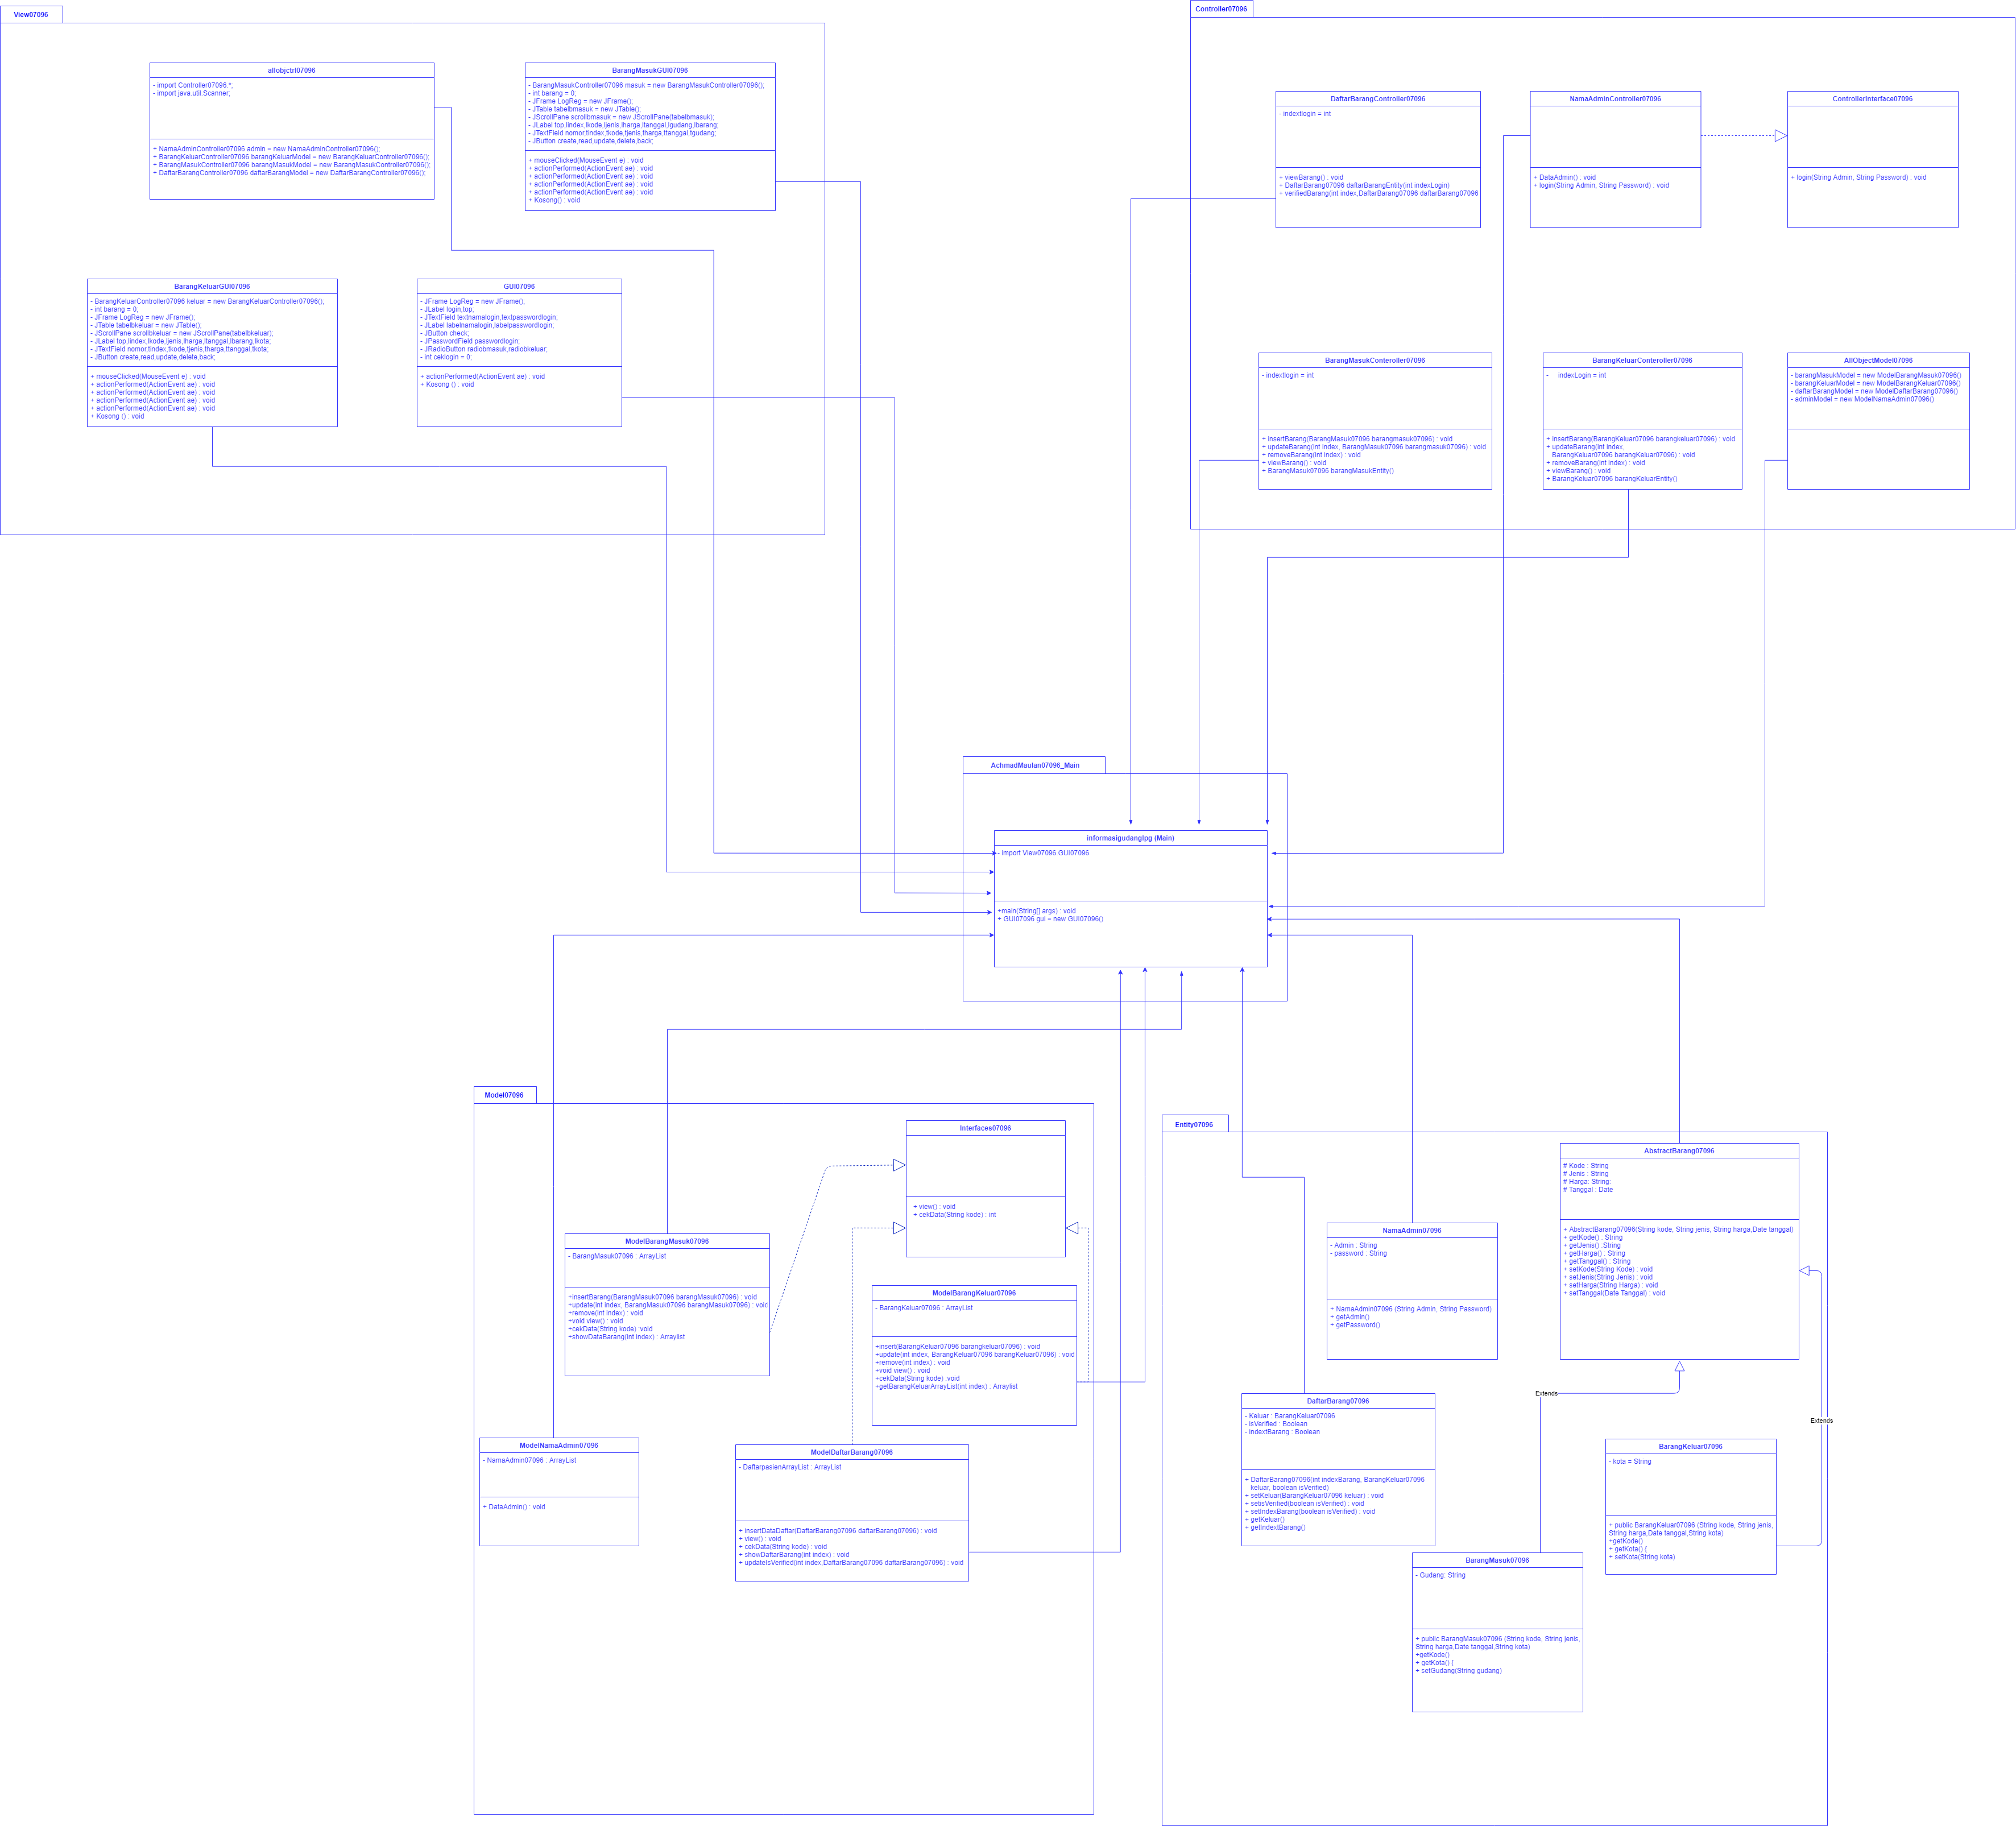 View07096
allobjctrl07096
- import Controller07096.*;
- import java.util.Scanner;
+ NamaAdminController07096 admin = new NamaAdminController07096();
+ BarangKeluarController07096 barangKeluarModel = new BarangKeluarController07096();
+ BarangMasukController07096 barangMasukModel = new BarangMasukController07096();
+ DaftarBarangController07096 daftarBarangModel = new DaftarBarangController07096();
BarangMasukGUI07096
- BarangMasukController07096 masuk = new BarangMasukController07096();
- int barang = 0;
- JFrame LogReg = new JFrame();
- JTable tabelbmasuk = new JTable();
- JScrollPane scrollbmasuk = new JScrollPane(tabelbmasuk);
- JLabel top,lindex,lkode,ljenis,lharga,ltanggal,lgudang,lbarang;
- JTextField nomor,tindex,tkode,tjenis,tharga,ttanggal,tgudang;
- JButton create,read,update,delete,back;
+ mouseClicked(MouseEvent e) : void
+ actionPerformed(ActionEvent ae) : void
+ actionPerformed(ActionEvent ae) : void
+ actionPerformed(ActionEvent ae) : void
+ actionPerformed(ActionEvent ae) : void
+ Kosong() : void
BarangKeluarGUI07096
- BarangKeluarController07096 keluar = new BarangKeluarController07096();
- int barang = 0;
- JFrame LogReg = new JFrame();
- JTable tabelbkeluar = new JTable();
- JScrollPane scrollbkeluar = new JScrollPane(tabelbkeluar);
- JLabel top,lindex,lkode,ljenis,lharga,ltanggal,lbarang,lkota;
- JTextField nomor,tindex,tkode,tjenis,tharga,ttanggal,tkota;
- JButton create,read,update,delete,back;
+ mouseClicked(MouseEvent e) : void
+ actionPerformed(ActionEvent ae) : void
+ actionPerformed(ActionEvent ae) : void
+ actionPerformed(ActionEvent ae) : void
+ actionPerformed(ActionEvent ae) : void
+ Kosong () : void
GUI07096
- JFrame LogReg = new JFrame();
- JLabel login,top;
- JTextField textnamalogin,textpasswordlogin;
- JLabel labelnamalogin,labelpasswordlogin;
- JButton check;
- JPasswordField passwordlogin;
- JRadioButton radiobmasuk,radiobkeluar;
- int ceklogin = 0;
+ actionPerformed(ActionEvent ae) : void
+ Kosong () : void
Controller07096
DaftarBarangController07096
- indextlogin = int
+ viewBarang() : void
+ DaftarBarang07096 daftarBarangEntity(int indexLogin)
+ verifiedBarang(int index,DaftarBarang07096 daftarBarang07096
NamaAdminController07096
+ DataAdmin() : void
+ login(String Admin, String Password) : void
ControllerInterface07096
+ login(String Admin, String Password) : void
BarangMasukConteroller07096
- indextlogin = int
+ insertBarang(BarangMasuk07096 barangmasuk07096) : void
+ updateBarang(int index, BarangMasuk07096 barangmasuk07096) : void
+ removeBarang(int index) : void
+ viewBarang() : void
+ BarangMasuk07096 barangMasukEntity()
BarangKeluarConteroller07096
- indexLogin = int
+ insertBarang(BarangKeluar07096 barangkeluar07096) : void
+ updateBarang(int index,
BarangKeluar07096 barangKeluar07096) : void
+ removeBarang(int index) : void
+ viewBarang() : void
+ BarangKeluar07096 barangKeluarEntity()
AllObjectModel07096
- barangMasukModel = new ModelBarangMasuk07096()
- barangKeluarModel = new ModelBarangKeluar07096()
- daftarBarangModel = new ModelDaftarBarang07096()
- adminModel = new ModelNamaAdmin07096()
AchmadMaulan07096_Main
informasigudanglpg (Main)
- import View07096 GUI07096
+main(String[] args) : void
+ GUI07096 gui = new GUI07096()
Model07096
Interfaces07096
+ view() : void
+ cekData(String kode) : int
ModelBarangMasuk07096
- BarangMasuk07096 : ArrayList
+insertBarang(BarangMasuk07096 barangMasuk07096) : void
+update(int index, BarangMasuk07096 barangMasuk07096) : void
+remove(int index) : void
+void view() : void
+cekData(String kode) :void
+showDataBarang(int index) : Arraylist
ModelBarangKeluar07096
- BarangKeluar07096 : ArrayList
+insert(BarangKeluar07096 barangkeluar07096) : void
+update(int index, BarangKeluar07096 barangKeluar07096) : void
+remove(int index) : void
+void view() : void
+cekData(String kode) :void
+getBarangKeluarArrayList(int index) : Arraylist
ModelNamaAdmin07096
- NamaAdmin07096 : ArrayList
+ DataAdmin() : void
ModelDaftarBarang07096
- DaftarpasienArrayList : ArrayList
+ insertDataDaftar(DaftarBarang07096 daftarBarang07096) : void
+ view() : void
+ cekData(String kode) : void
+ showDaftarBarang(int index) : void
+ updateIsVerified(int index,DaftarBarang07096 daftarBarang07096) : void
Entity07096
AbstractBarang07096
# Kode : String
# Jenis : String
# Harga: String:
# Tanggal : Date
+ AbstractBarang07096(String kode, String jenis, String harga,Date tanggal)
+ getKode() : String
+ getJenis() :String
+ getHarga() : String
+ getTanggal() : String
+ setKode(String Kode) : void
+ setJenis(String Jenis) : void
+ setHarga(String Harga) : void
+ setTanggal(Date Tanggal) : void
NamaAdmin07096
- Admin : String
- password : String
+ NamaAdmin07096 (String Admin, String Password)
+ getAdmin()
+ getPassword()
DaftarBarang07096
- Keluar : BarangKeluar07096
- isVerified : Boolean
- indextBarang : Boolean
+ DaftarBarang07096(int indexBarang, BarangKeluar07096
keluar, boolean isVerified)
+ setKeluar(BarangKeluar07096 keluar) : void
+ setisVerified(boolean isVerified) : void
+ setIndexBarang(boolean isVerified) : void
+ getKeluar()
+ getIndextBarang()
Extends
Extends
BarangKeluar07096
- kota = String
+ public BarangKeluar07096 (String kode, String jenis,
String harga,Date tanggal,String kota)
+getKode()
+ getKota() {
+ setKota(String kota)
BarangMasuk07096
- Gudang: String
+ public BarangMasuk07096 (String kode, String jenis,
String harga,Date tanggal,String kota)
+getKode()
+ getKota() {
+ setGudang(String gudang)